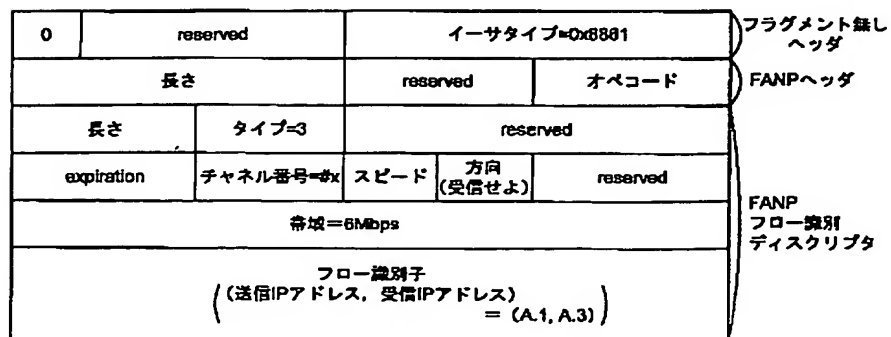 0 reserved イーサタイプ=0x8861 フラグメント無し
ヘッダ
長さ reserved オペコード FANPヘッダ
長さ タイプ=3 reserved
expiration チャネル番号=#x スピード 方向
(受信せよ) reserved
帯域=6Mbps
FANP
フロー識別
ディスクリプタ
フロー識別子
(送信IPアドレス, 受信IPアドレス)
= (A.1, A.3)